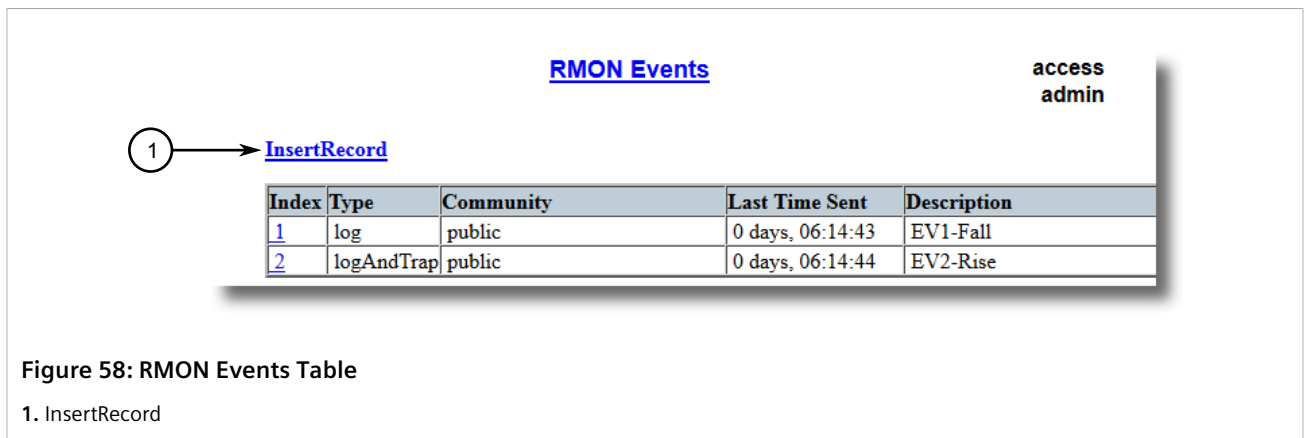 RMON Events
access
admin
1
InsertRecord
Index Type Community Last Time Sent Description
1 log public 0 days, 06:14:43 EV1-Fall
2 logAndTrap public 0 days, 06:14:44 EV2-Rise
Figure 58: RMON Events Table
1. InsertRecord